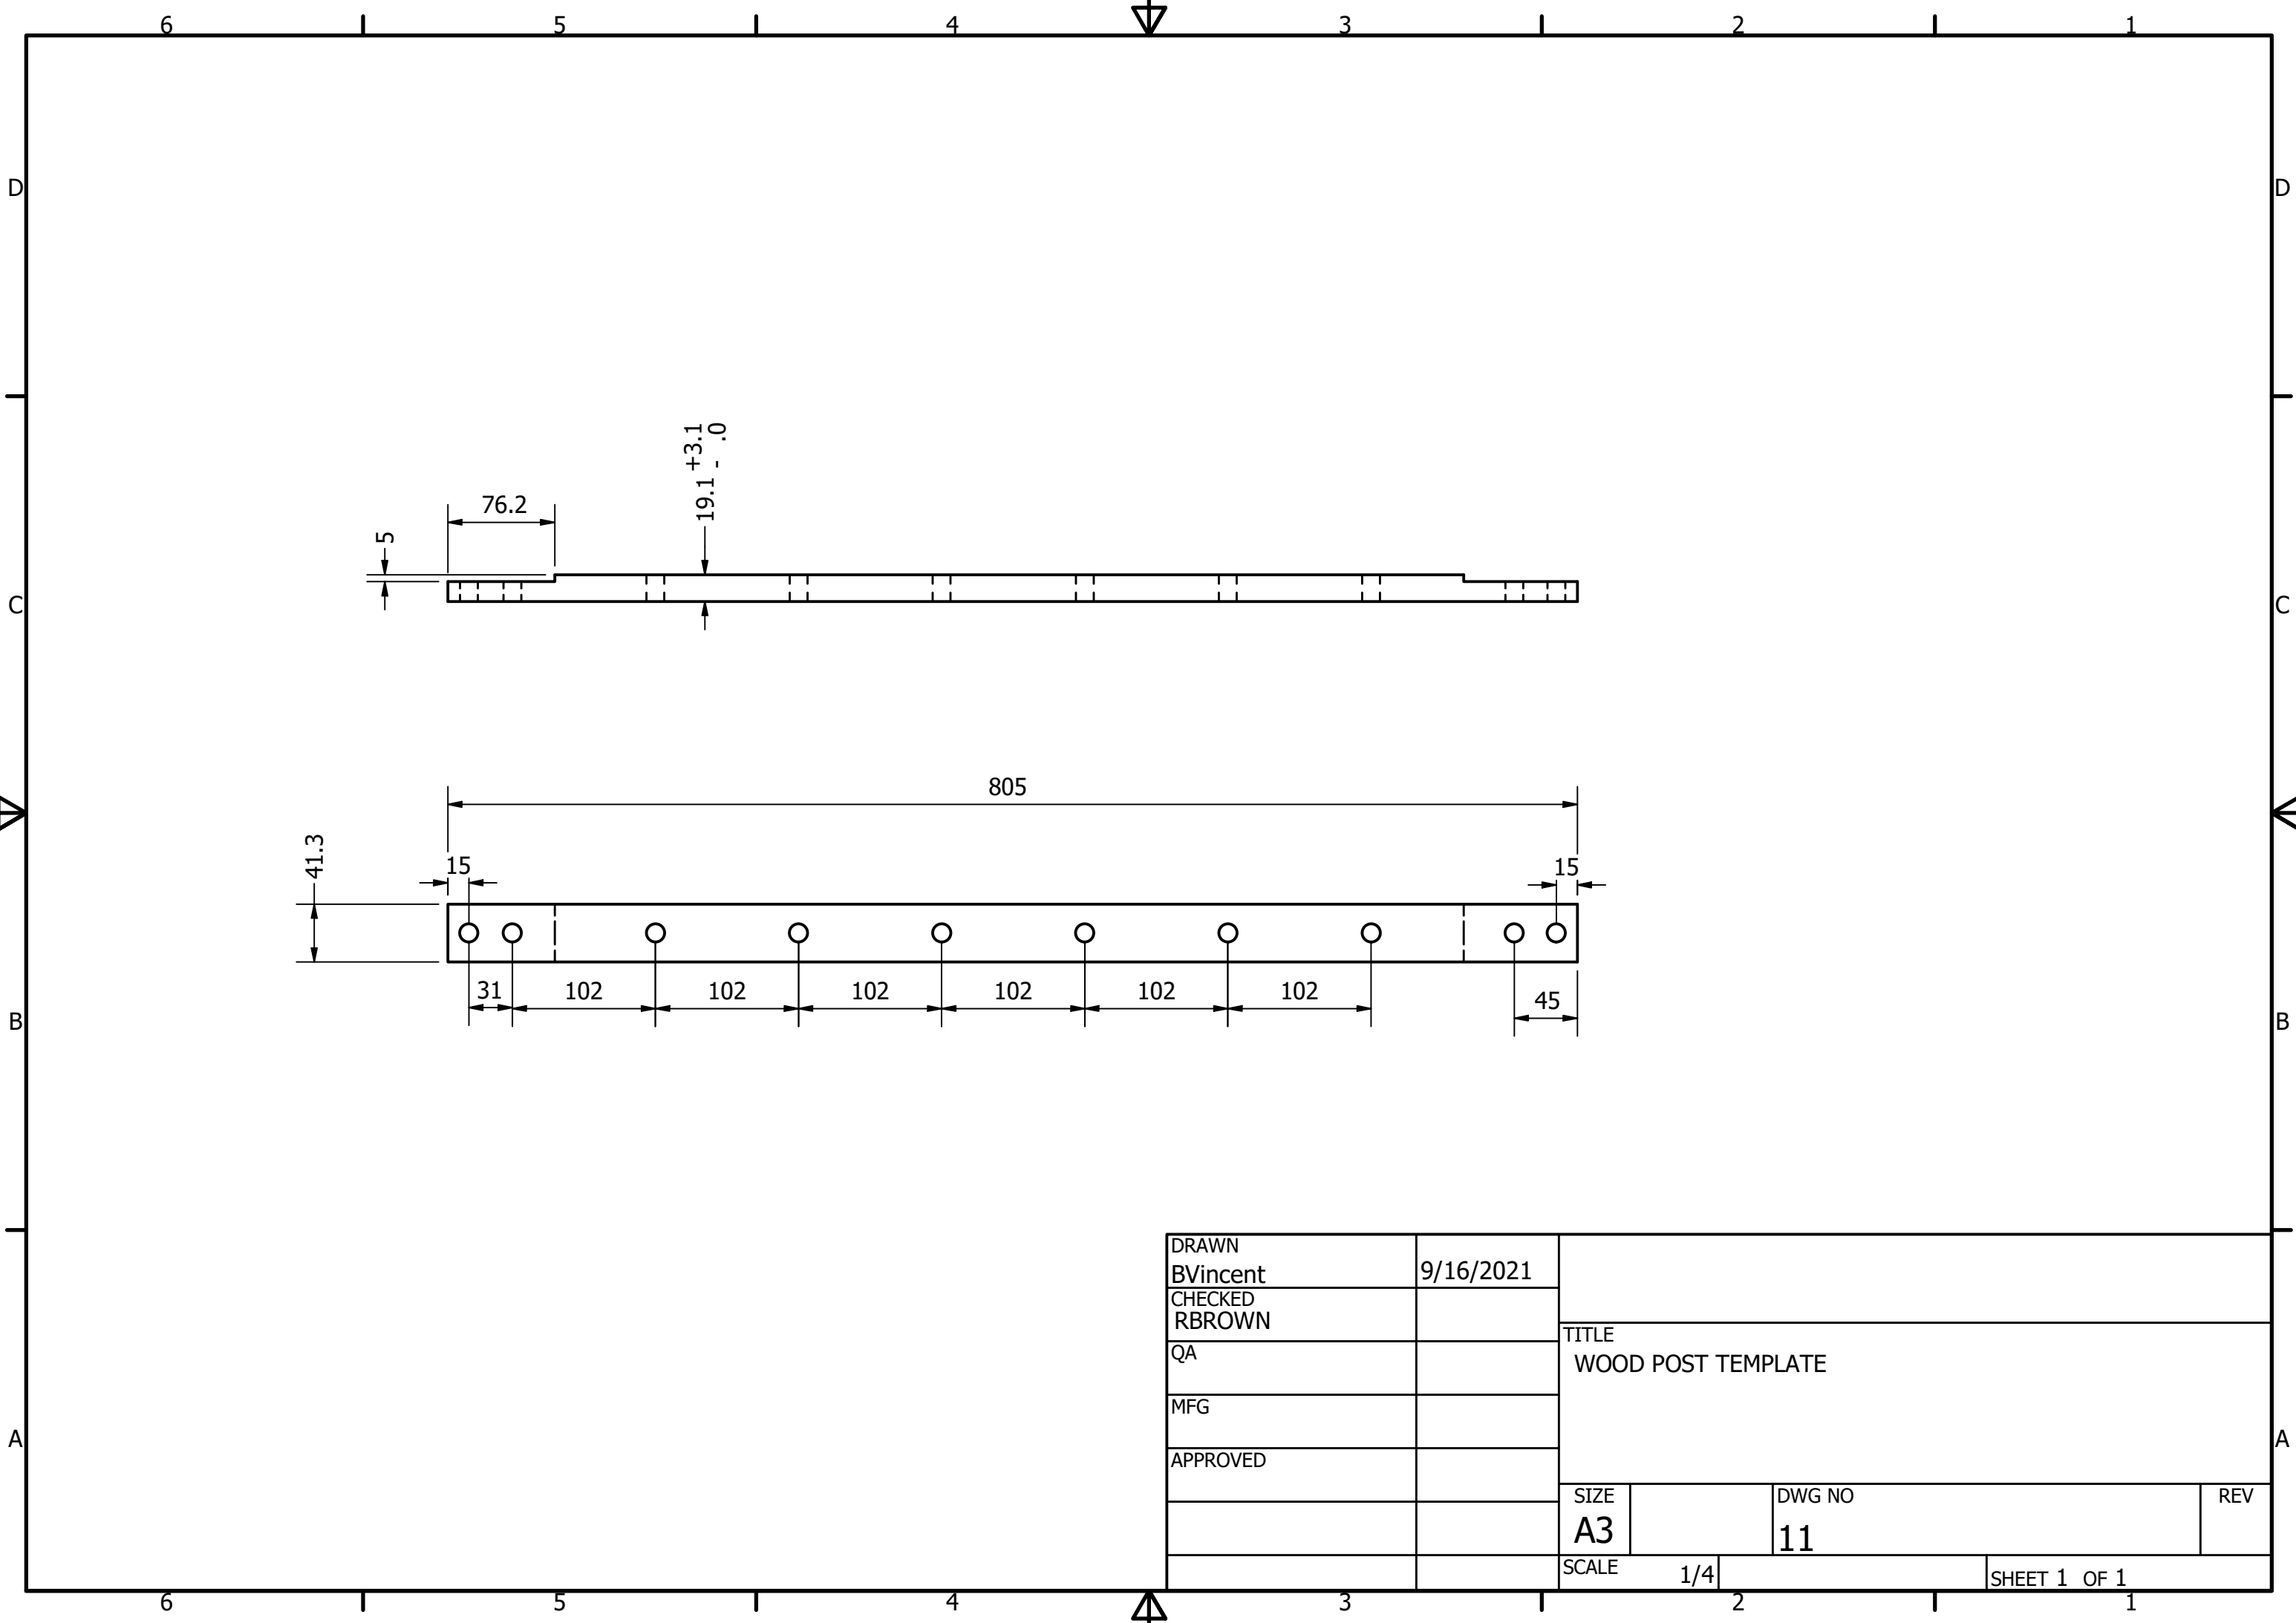 6 5 4 3 2 1
D D
+3.1
19.1 - .0
76.2
5
C C
805
41.3
15 15
31 102 102 102 102 102 102 45
B B
DRAWN
BVincent 9/16/2021
CHECKED
RBROWN
QA
MFG
APPROVED
TITLE
WOOD POST TEMPLATE
A A
SIZE
A3
DWG NO
11
REV
SCALE 1/4
SHEET 1 OF 1
6 5 4 3 2 1